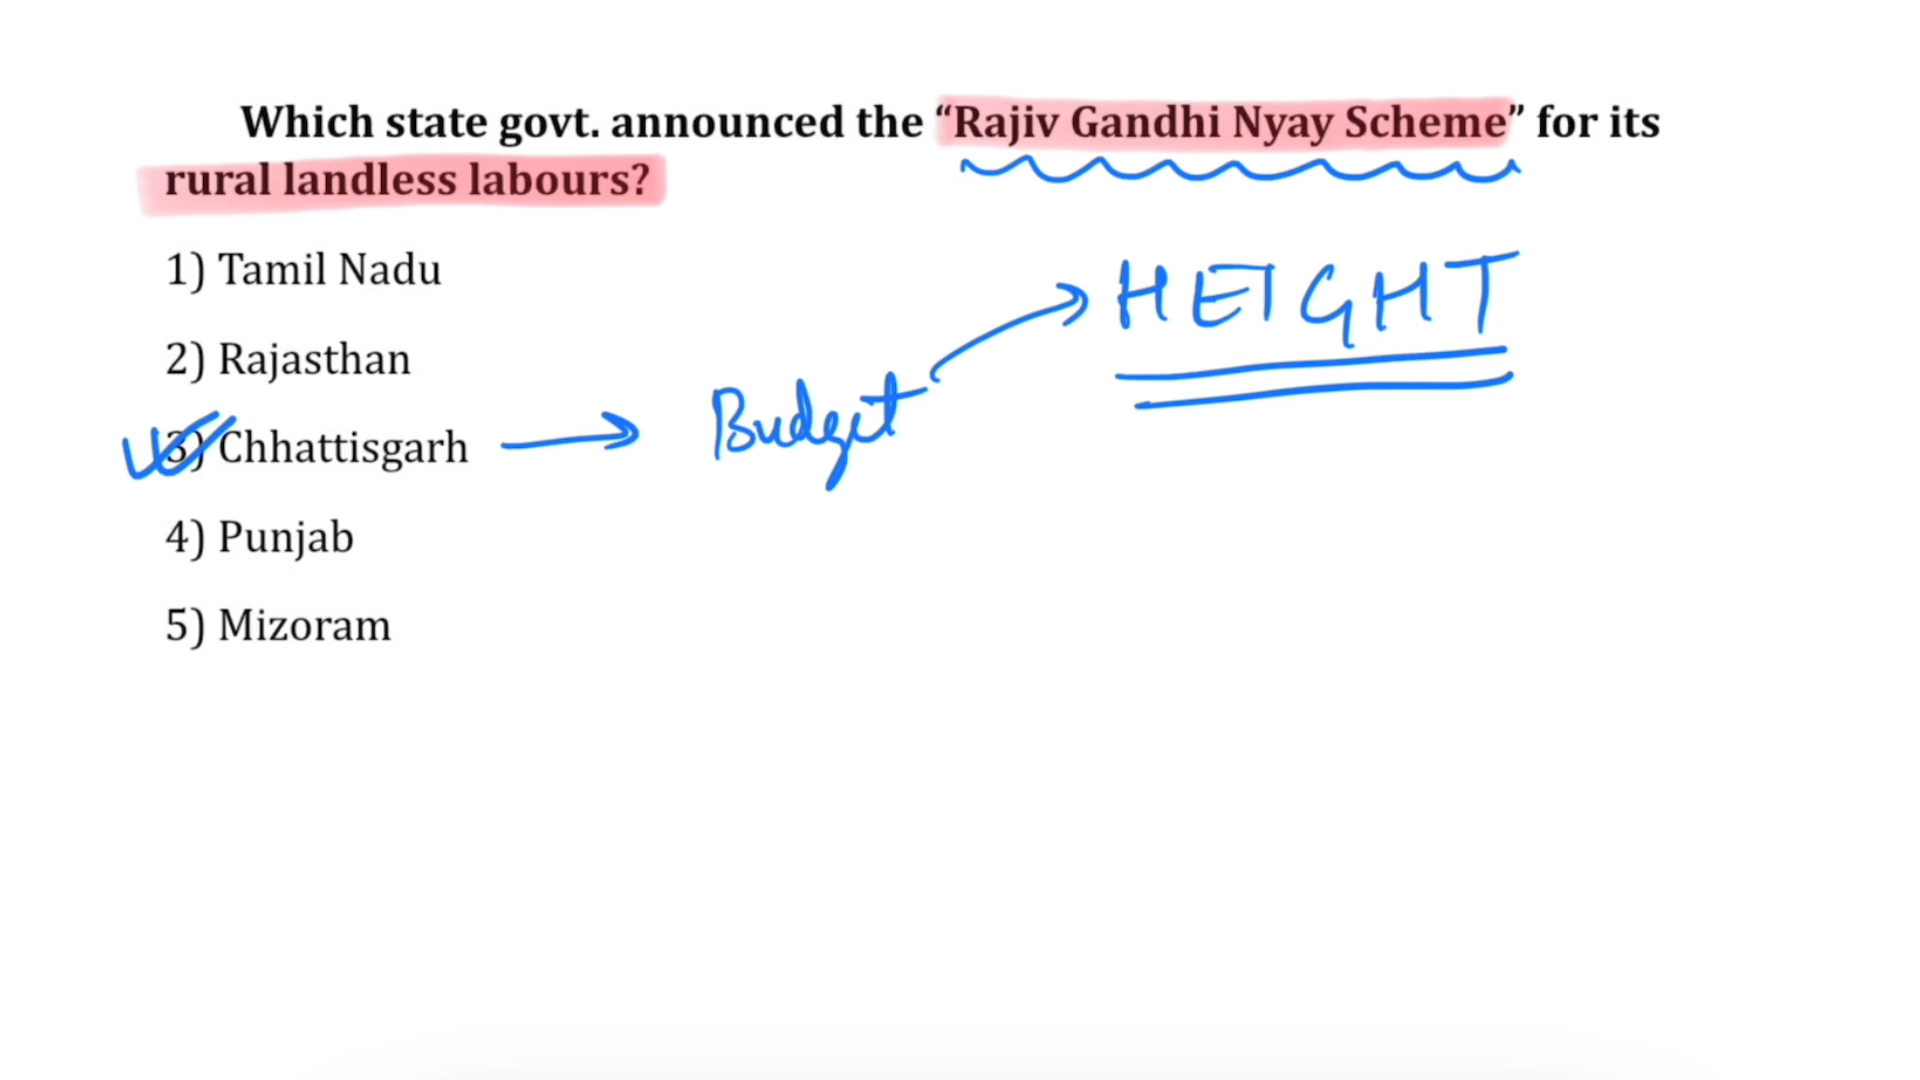 Which state govt. announced the “Rajiv Gandhi Nyay Scheme” for its
rural landless labours?
1) Tamil Nadu
2) Rajasthan
3) Chhattisgarh
4) Punjab
5) Mizoram
Budget
HEIGHT